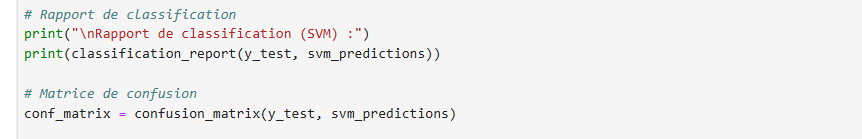 # Rapport de classification
print("\nRapport de classification (SVM) :")
print(classification_report(y_test, svm_predictions))
# Matrice de confusion
conf_matrix = confusion_matrix(y_test, svm_predictions)